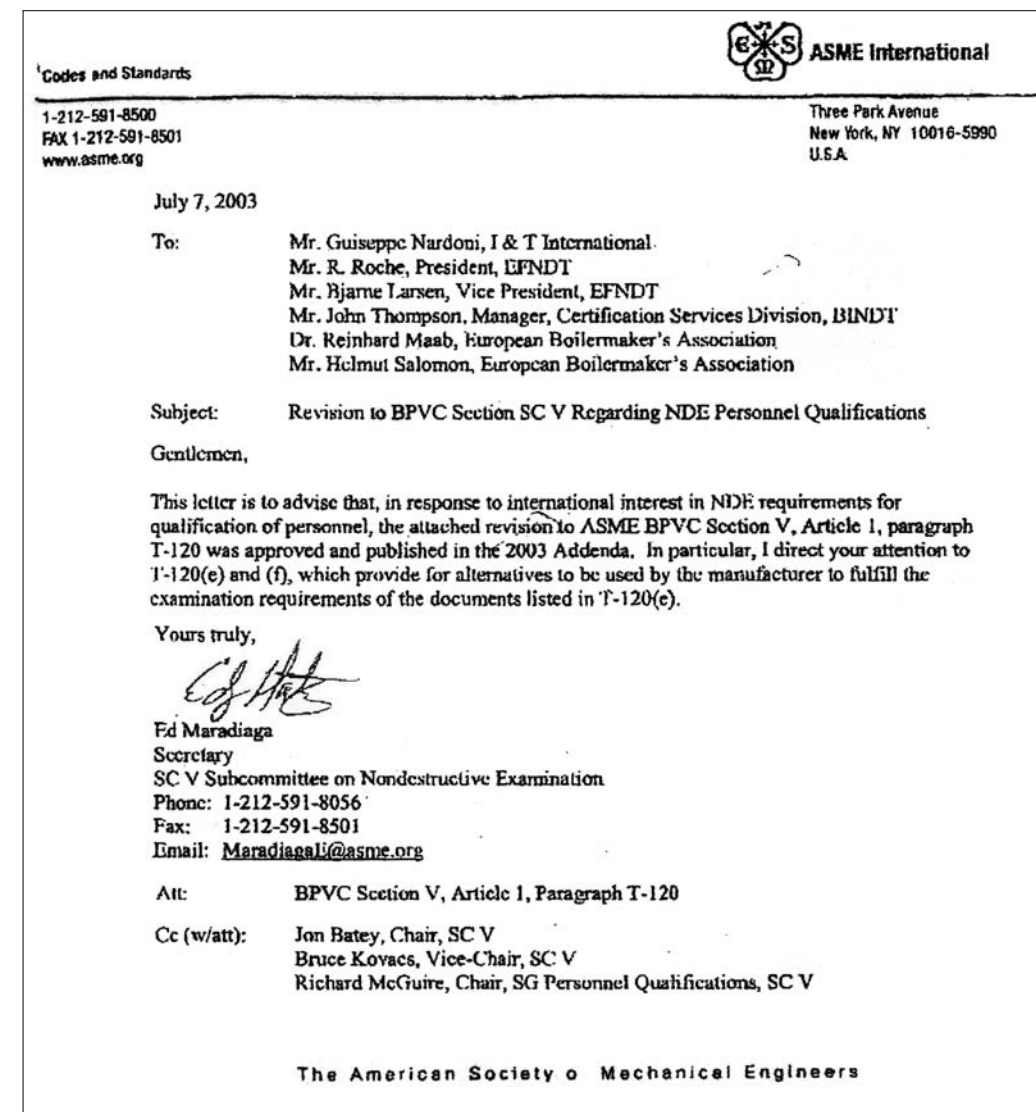 ASME International
Codes and Standards
1-212-591-8500
FAX 1-212-591-8501
www.asme.org
Three Park Avenue
New York, NY 10016-5990
U.S.A.
July 7, 2003
To: Mr. Guiseppe Nardoni, I & T International
Mr. R. Roche, President, EFNDT
Mr. Bjarne Larsen, Vice President, EFNDT
Mr. John Thompson, Manager, Certification Services Division, BINDT
Dr. Reinhard Maab, European Boilermaker's Association
Mr. Helmut Salomon, European Boilermaker's Association
Subject: Revision to BPVC Section SC V Regarding NDE Personnel Qualifications
Gentlemen,
This letter is to advise that, in response to international interest in NDE requirements for
qualification of personnel, the attached revision to ASME BPVC Section V, Article 1, paragraph
T-120 was approved and published in the 2003 Addenda. In particular, I direct your attention to
T-120(e) and (f), which provide for alternatives to be used by the manufacturer to fulfill the
examination requirements of the documents listed in T-120(e).
Yours truly,
Ed Maradiaga
Secretary
SC V Subcommittee on Nondestructive Examination
Phone: 1-212-591-8056
Fax: 1-212-591-8501
Email:
Att: BPVC Section V, Article 1, Paragraph T-120
Cc (w/att): Jon Batey, Chair, SC V
Bruce Kovacs, Vice-Chair, SC V
Richard McGuire, Chair, SG Personnel Qualifications, SC V
The American Society o Mechanical Engineers